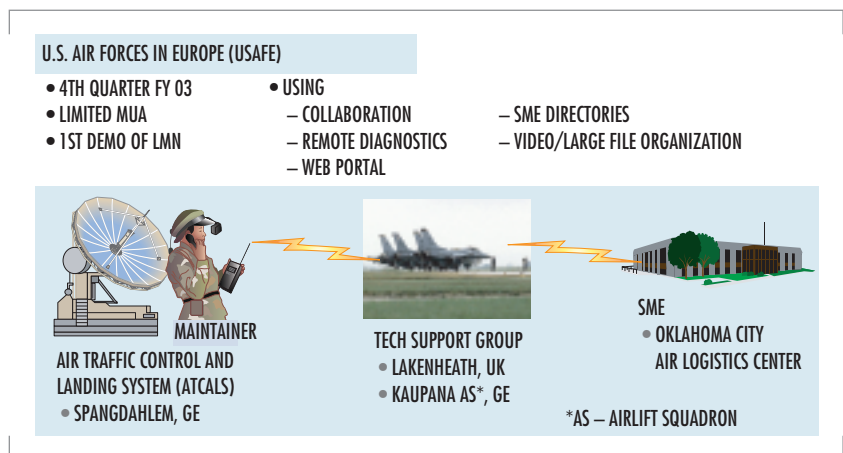 U.S. AIR FORCES IN EUROPE (USAFE)
• 4TH QUARTER FY 03
• LIMITED MUA
• 1ST DEMO OF LMN
• USING
– COLLABORATION
– REMOTE DIAGNOSTICS
– WEB PORTAL
– SME DIRECTORIES
– VIDEO/LARGE FILE ORGANIZATION
MAINTAINER
AIR TRAFFIC CONTROL AND
LANDING SYSTEM (ATCALS)
• SPANGDAHLEM, GE
TECH SUPPORT GROUP
• LAKENHEATH, UK
• KAUPANA AS*, GE
SME
• OKLAHOMA CITY
AIR LOGISTICS CENTER
*AS – AIRLIFT SQUADRON